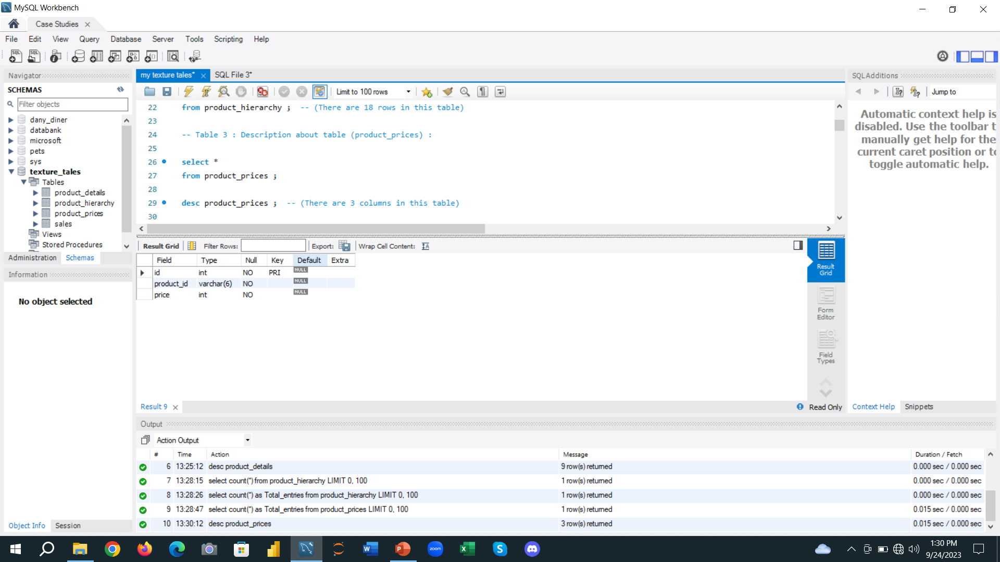 MySQL Workbench
Case Studies
File Edit View Query Database Server Tools Scripting Help
Navigator
SCHEMAS
Filter objects
dany_diner
databank
microsoft
pets
sys
texture_tales
Tables
product_details
product_hierarchy
product_prices
sales
Views
Stored Procedures
Administration Schemas
Information
No object selected
Object Info Session
my texture tales* SQL File 3*
Limit to 100 rows
22 from product_hierarchy ; -- (There are 18 rows in this table)
23
24 -- Table 3 : Description about table (product_prices) :
25
26 select *
27 from product_prices ;
28
29 desc product_prices ; -- (There are 3 columns in this table)
30
Result Grid Filter Rows: Export: Wrap Cell Content:
Field Type Null Key Default Extra
id int NO PRI NULL
product_id varchar(6) NO NULL
price int NO NULL
Result Grid
Form Editor
Field Types
Result 9
Read Only
SQLAdditions
Jump to
Automatic context help is
disabled. Use the toolbar t
manually get help for the
current caret position or to
toggle automatic help.
Context Help Snippets
Output
Action Output
# Time Action Message Duration / Fetch
6 13:25:12 desc product_details 9 row(s) returned 0.000 sec / 0.000 sec
7 13:28:15 select count(*) from product_hierarchy LIMIT 0, 100 1 row(s) returned 0.000 sec / 0.000 sec
8 13:28:26 select count(*) as Total_entries from product_hierarchy LIMIT 0, 100 1 row(s) returned 0.000 sec / 0.000 sec
9 13:28:47 select count(*) as Total_entries from product_prices LIMIT 0, 100 1 row(s) returned 0.015 sec / 0.000 sec
10 13:30:12 desc product_prices 3 row(s) returned 0.015 sec / 0.000 sec
zoom
1:30 PM
9/24/2023